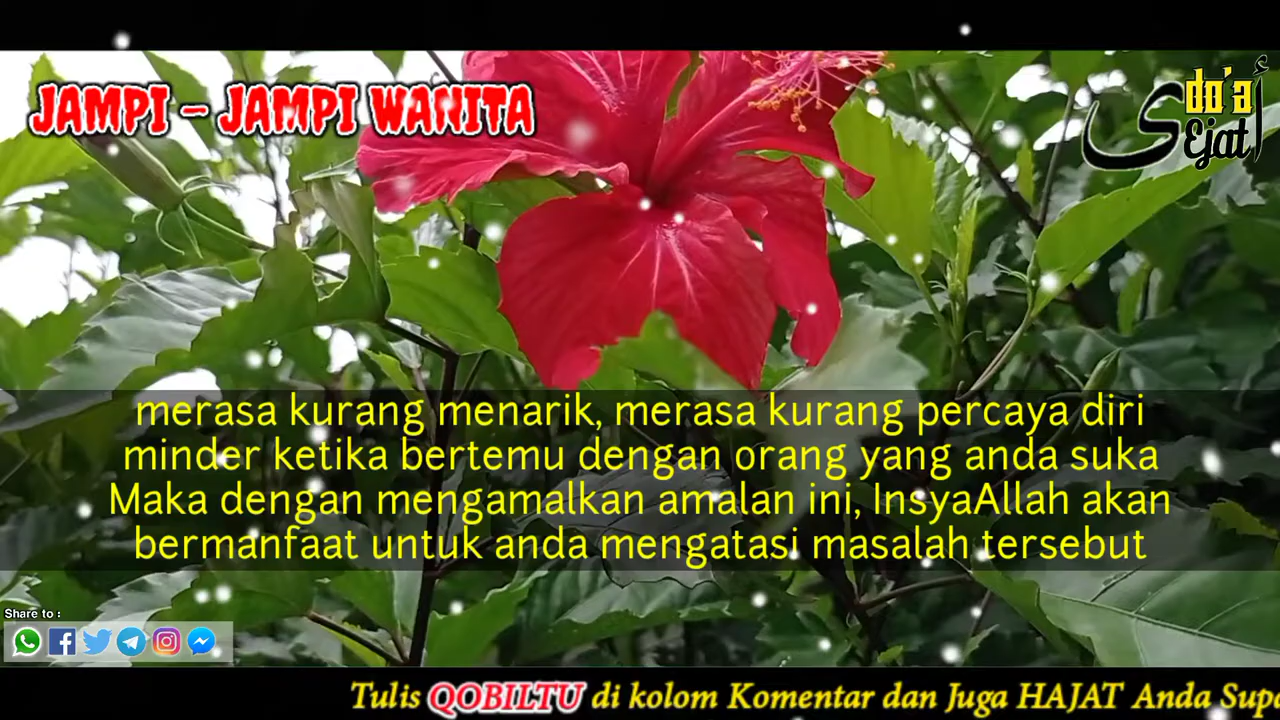 JAMPI - JAMPI WANITA
do'a
Ejat
أ
ى
merasa kurang menarik, merasa kurang percaya diri
minder ketika bertemu dengan orang yang anda suka
Maka dengan mengamalkan amalan ini, InsyaAllah akan
bermanfaat untuk anda mengatasi masalah tersebut
Share to :
Tulis QOBILTU di kolom Komentar dan Juga HAJAT Anda Supa